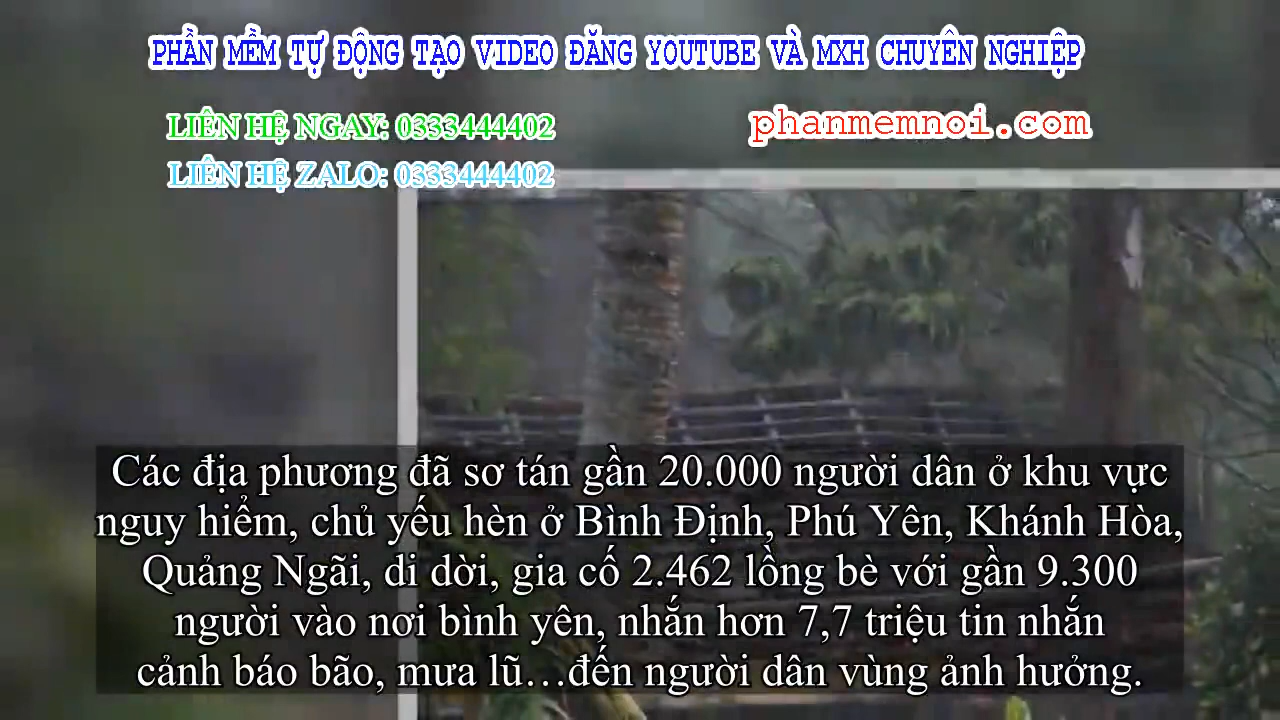 PHẦN MỀM TỰ ĐỘNG TẠO VIDEO ĐĂNG YOUTUBE VÀ MXH CHUYÊN NGHIỆP
LIÊN HỆ NGAY: 0333444402
phanmemnoi.com
LIÊN HỆ ZALO: 0333444402
Các địa phương đã sơ tán gần 20.000 người dân ở khu vực
nguy hiểm, chủ yếu hèn ở Bình Định, Phú Yên, Khánh Hòa,
Quảng Ngãi, di dời, gia cố 2.462 lồng bè với gần 9.300
người vào nơi bình yên, nhắn hơn 7,7 triệu tin nhắn
cảnh báo bão, mưa lũ…đến người dân vùng ảnh hưởng.